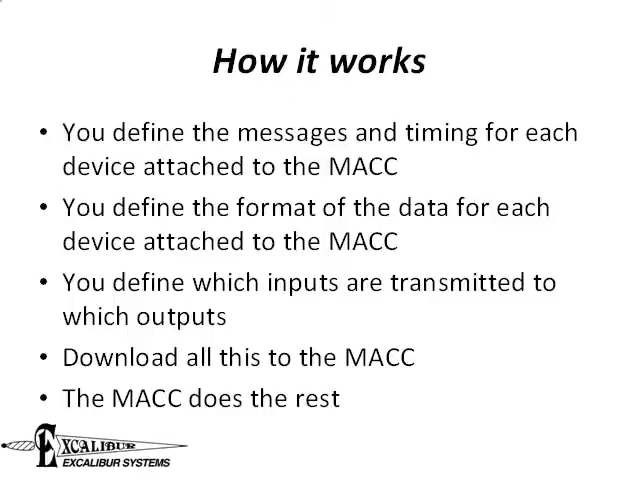 How it works
• You define the messages and timing for each
device attached to the MACC
• You define the format of the data for each
device attached to the MACC
• You define which inputs are transmitted to
which outputs
• Download all this to the MACC
• The MACC does the rest
EXCALIBUR
EXCALIBUR SYSTEMS